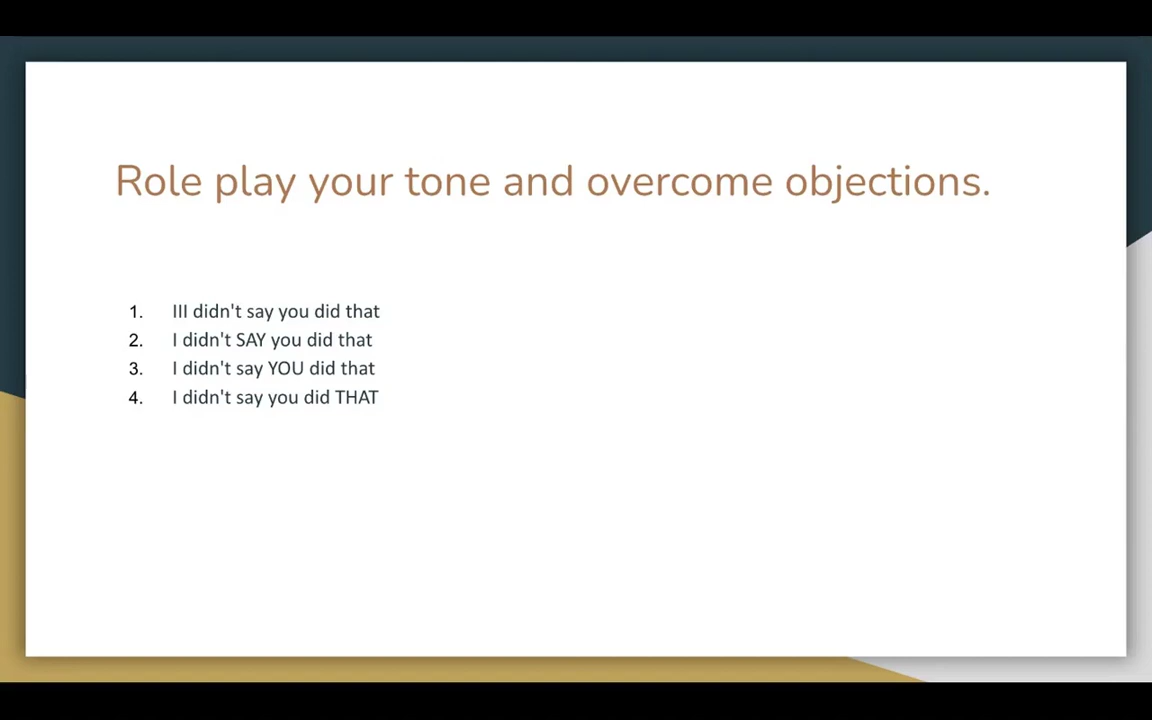 Role play your tone and overcome objections.
1. III didn't say you did that
2. I didn't SAY you did that
3. I didn't say YOU did that
4. I didn't say you did THAT